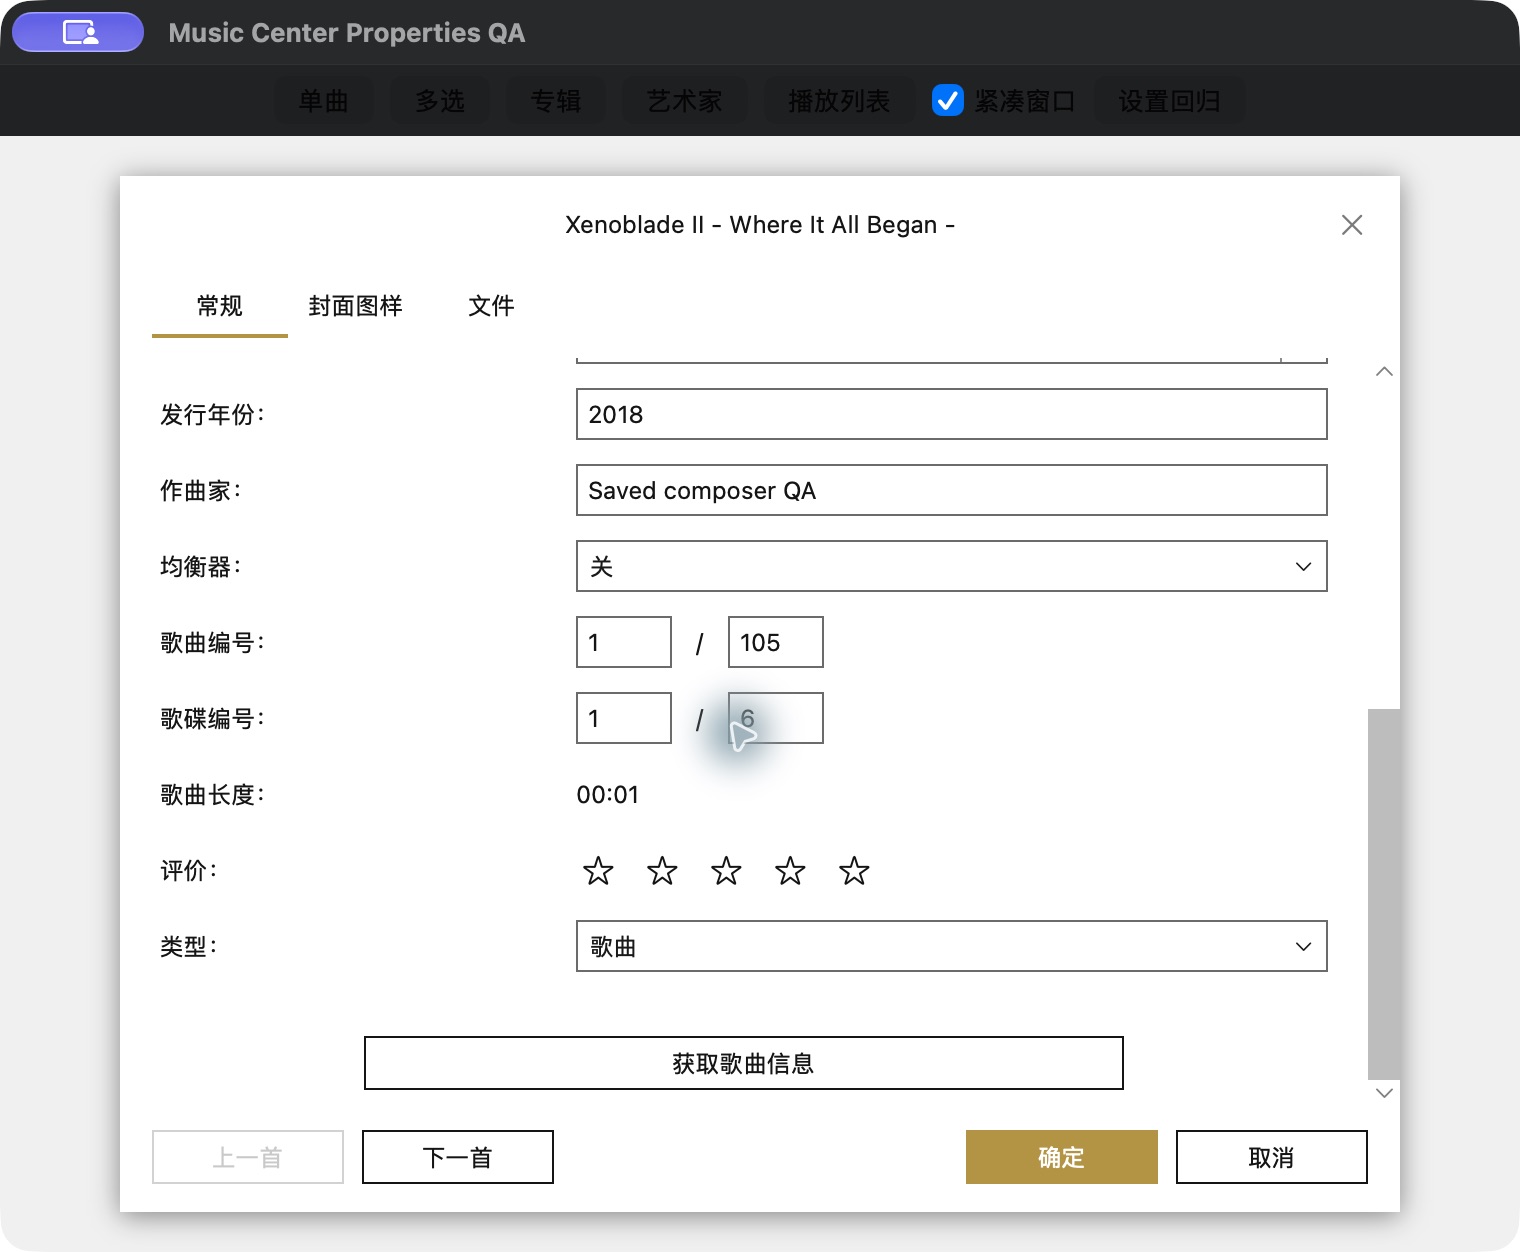 Music Center Properties QA
单曲 多选 专辑 艺术家 播放列表 紧凑窗口 设置回归
Xenoblade II - Where It All Began -
常规 封面图样 文件
发行年份: 2018
作曲家: Saved composer QA
均衡器: 关
歌曲编号: 1 / 105
歌碟编号: 1 / 6
歌曲长度: 00:01
评价:
类型: 歌曲
获取歌曲信息
上一首 下一首 确定 取消